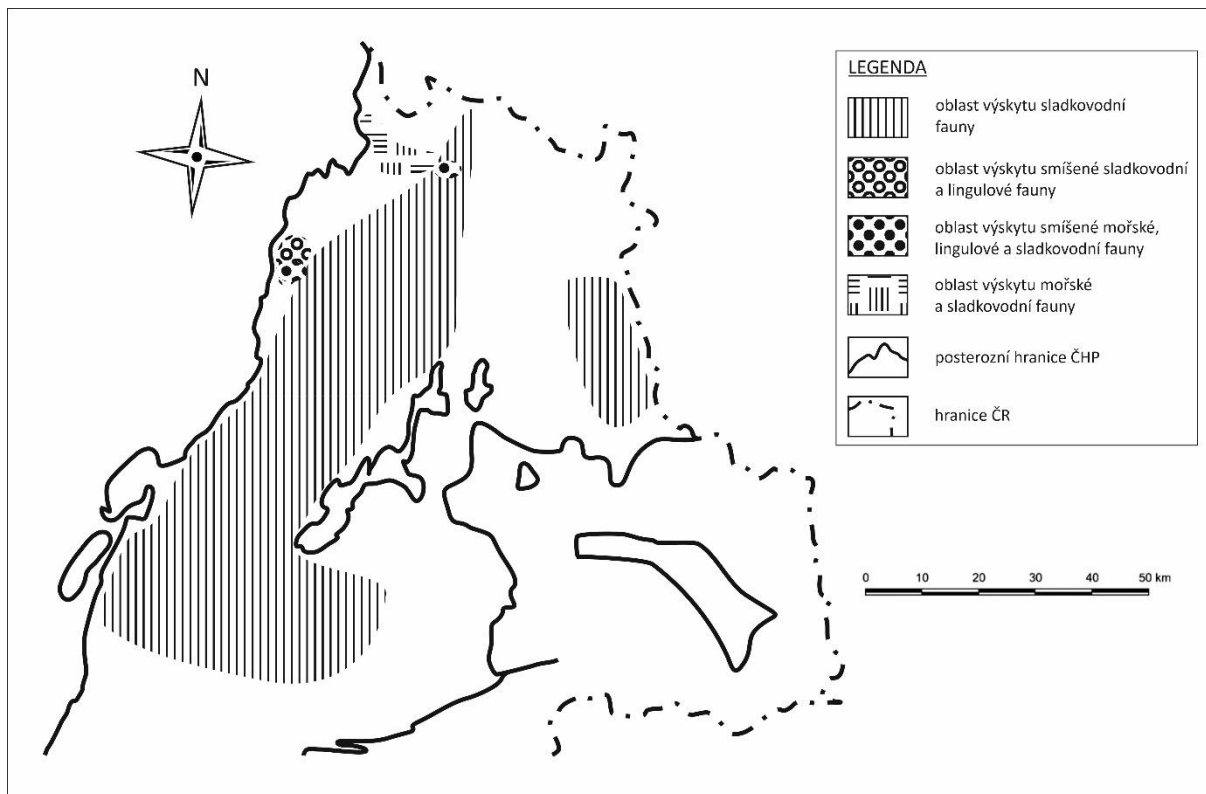 N
LEGENDA
oblast výskytu sladkovodní
fauny
oblast výskytu smíšené sladkovodní
a lingulové fauny
oblast výskytu smíšené mořské,
lingulové a sladkovodní fauny
oblast výskytu mořské
a sladkovodní fauny
posterozní hranice ČHP
hranice ČR
0 10 20 30 40 50 km